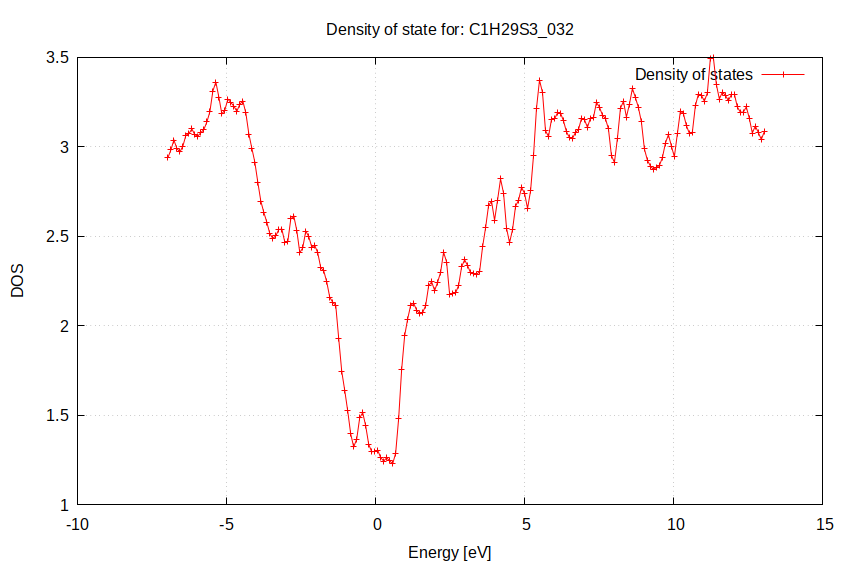 Density of state for: C1H29S3_032
3.5
Density of states
3
2.5
DOS
2
1.5
1
-10 -5 0 5 10 15
Energy [eV]